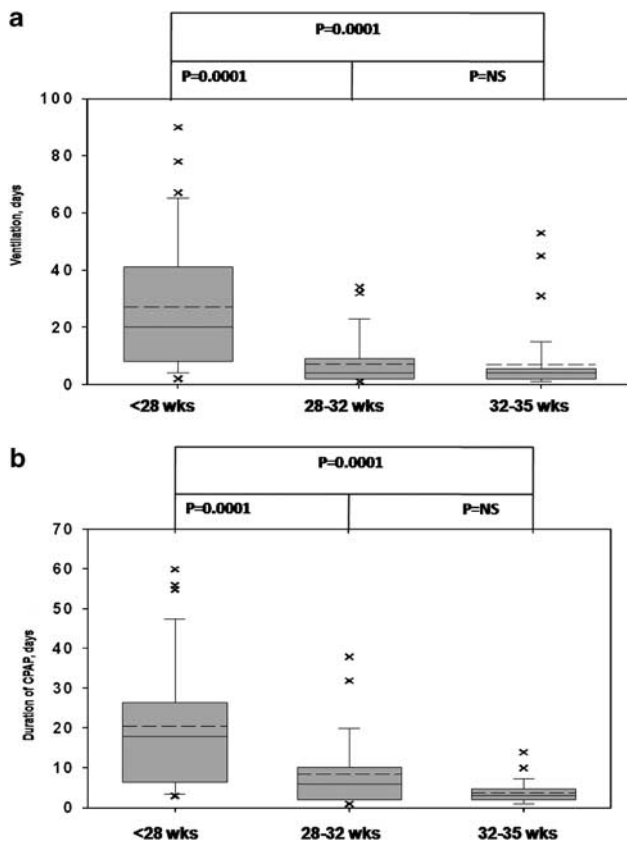 a
P=0.0001
P=0.0001 P=NS
100
80
60
40
20
0
Ventilation, days
<28 wks 28-32 wks 32-35 wks
b
P=0.0001
P=0.0001 P=NS
70
60
50
40
30
20
10
0
Duration of CPAP, days
<28 wks 28-32 wks 32-35 wks